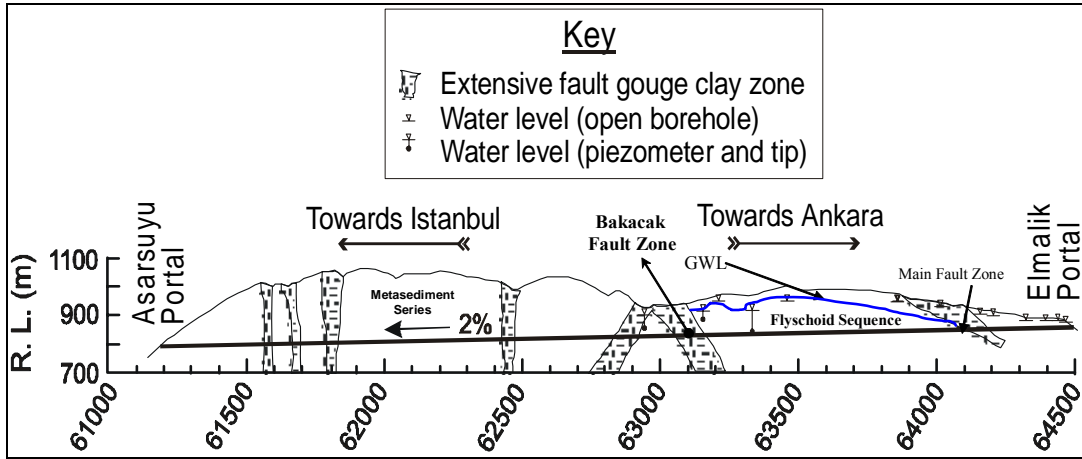 Key
Extensive fault gouge clay zone
Water level (open borehole)
Water level (piezometer and tip)
Asarsuyu
Portal
Towards Istanbul
Bakacak
Fault Zone
Towards Ankara
GWL
Main Fault Zone
Elmalik
Portal
R. L. (m)
1100
900
700
Metasediment
Series
2%
Flyschoid Sequence
61000
61500
62000
62500
63000
63500
64000
64500